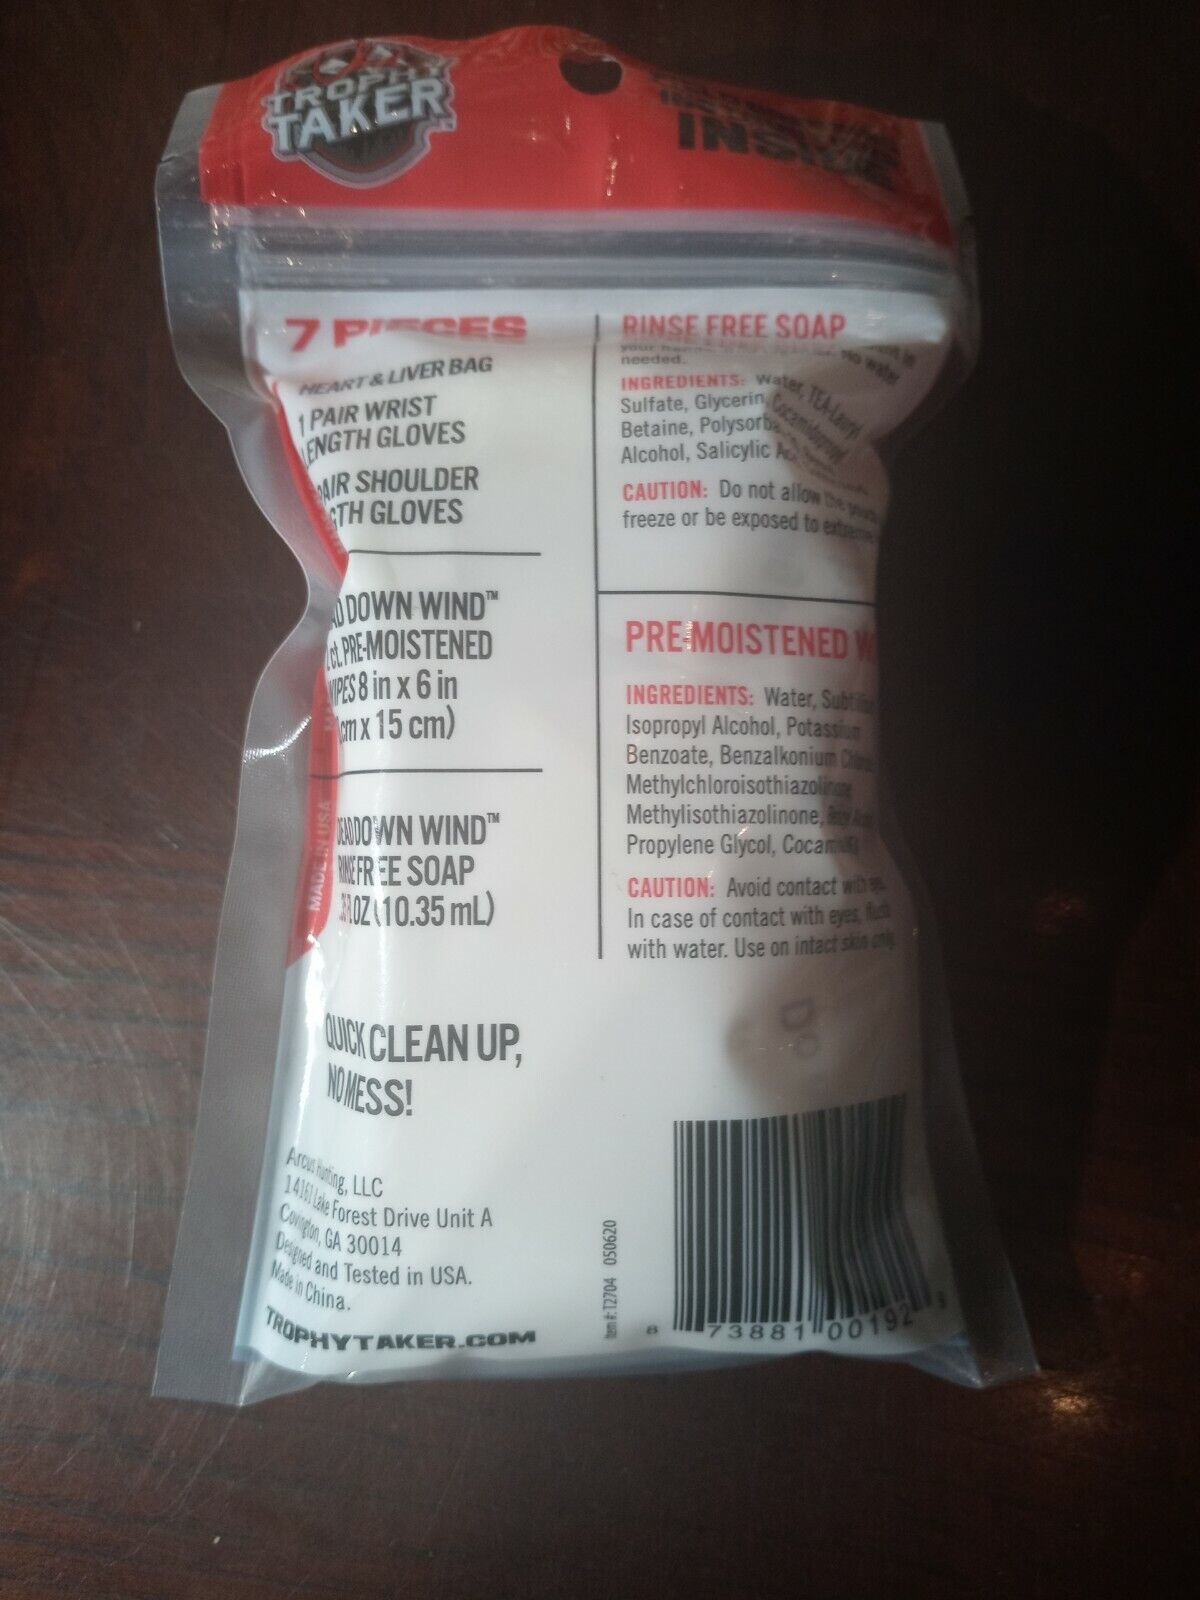 TROPHY
TAKER
INSIDE
7 PIECES
HEART & LIVER BAG
1 PAIR WRIST
LENGTH GLOVES
PAIR SHOULDER
GTH GLOVES
DOWN WIND™
ct. PRE-MOISTENED
WIPES 8 in x 6 in
cm x 15 cm)
DEAD DOWN WIND™
RINSE FREE SOAP
OZ (10.35 mL)
MADE IN USA
QUICK CLEAN UP,
NO MESS!
Arcus Hunting, LLC
14161 Lake Forest Drive Unit A
Covington, GA 30014
Designed and Tested in USA.
Made in China.
TROPHYTAKER.COM
RINSE FREE SOAP
No water
needed.
INGREDIENTS: Water, TEA-Lauryl
Sulfate, Glycerin, Cocamidopropyl
Betaine, Polysorba
Alcohol, Salicylic
CAUTION: Do not allow the
freeze or be exposed to extreme
PRE-MOISTENED
INGREDIENTS: Water,
Isopropyl Alcohol, Potassium
Benzoate, Benzalkonium
Methylchloroisothiazolinone
Methylisothiazolinone,
Propylene Glycol,
CAUTION: Avoid contact with eye.
In case of contact with eyes, flush
with water. Use on intact skin only.
Item #: T2704 050620
8 73881 00192 9